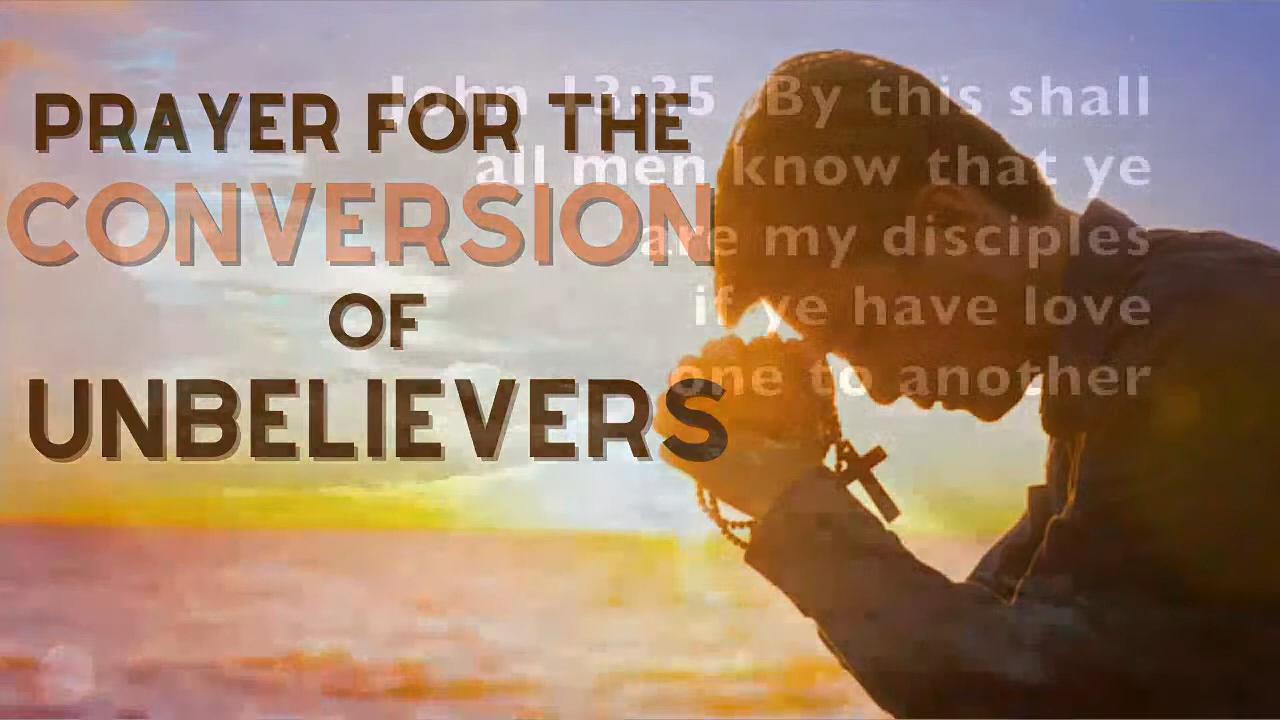 PRAYER FOR THE
CONVERSION
OF
UNBELIEVERS
John 13:35 By this shall
all men know that ye
are my disciples
if ye have love
one to another